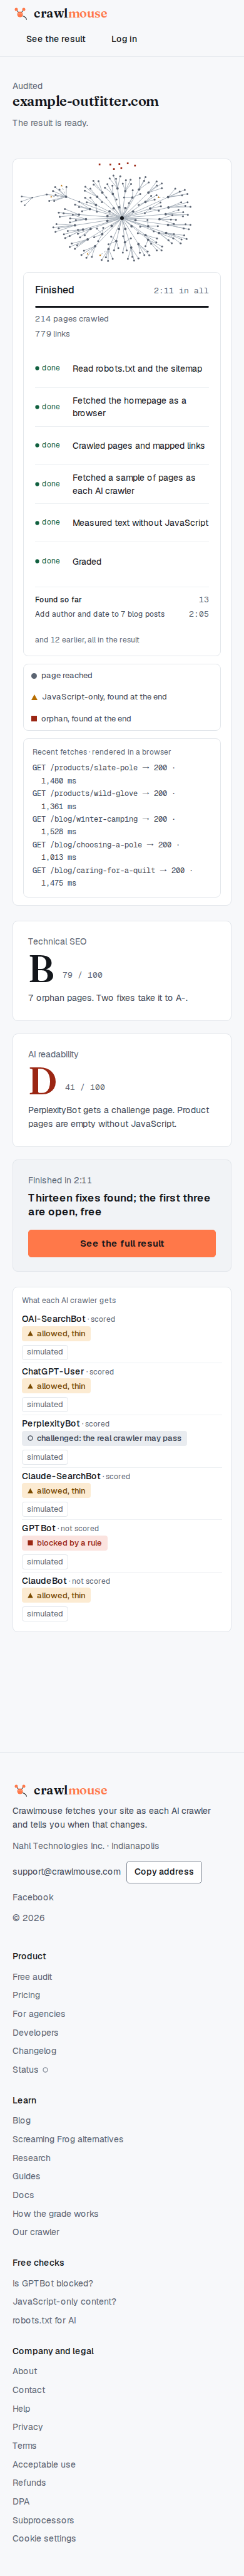 crawlmouse
See the result Log in
Audited
example-outfitter.com
The result is ready.
Finished 2:11 in all
214 pages crawled
779 links
done Read robots.txt and the sitemap
done Fetched the homepage as a
browser
done Crawled pages and mapped links
done Fetched a sample of pages as
each AI crawler
done Measured text without JavaScript
done Graded
Found so far 13
Add author and date to 7 blog posts 2:05
and 12 earlier, all in the result
page reached
JavaScript-only, found at the end
orphan, found at the end
Recent fetches · rendered in a browser
GET /products/slate-pole → 200 ·
1,480 ms
GET /products/wild-glove → 200 ·
1,361 ms
GET /blog/winter-camping → 200 ·
1,528 ms
GET /blog/choosing-a-pole → 200 ·
1,013 ms
GET /blog/caring-for-a-quilt → 200 ·
1,475 ms
Technical SEO
B 79 / 100
7 orphan pages. Two fixes take it to A-.
AI readability
D 41 / 100
PerplexityBot gets a challenge page. Product
pages are empty without JavaScript.
Finished in 2:11
Thirteen fixes found; the first three
are open, free
See the full result
What each AI crawler gets
OAI-SearchBot · scored
allowed, thin
simulated
ChatGPT-User · scored
allowed, thin
simulated
PerplexityBot · scored
challenged: the real crawler may pass
simulated
Claude-SearchBot · scored
allowed, thin
simulated
GPTBot · not scored
blocked by a rule
simulated
ClaudeBot · not scored
allowed, thin
simulated
crawlmouse
Crawlmouse fetches your site as each AI crawler
and tells you when that changes.
Nahl Technologies Inc. · Indianapolis
support@crawlmouse.com Copy address
Facebook
© 2026
Product
Free audit
Pricing
For agencies
Developers
Changelog
Status
Learn
Blog
Screaming Frog alternatives
Research
Guides
Docs
How the grade works
Our crawler
Free checks
Is GPTBot blocked?
JavaScript-only content?
robots.txt for AI
Company and legal
About
Contact
Help
Privacy
Terms
Acceptable use
Refunds
DPA
Subprocessors
Cookie settings